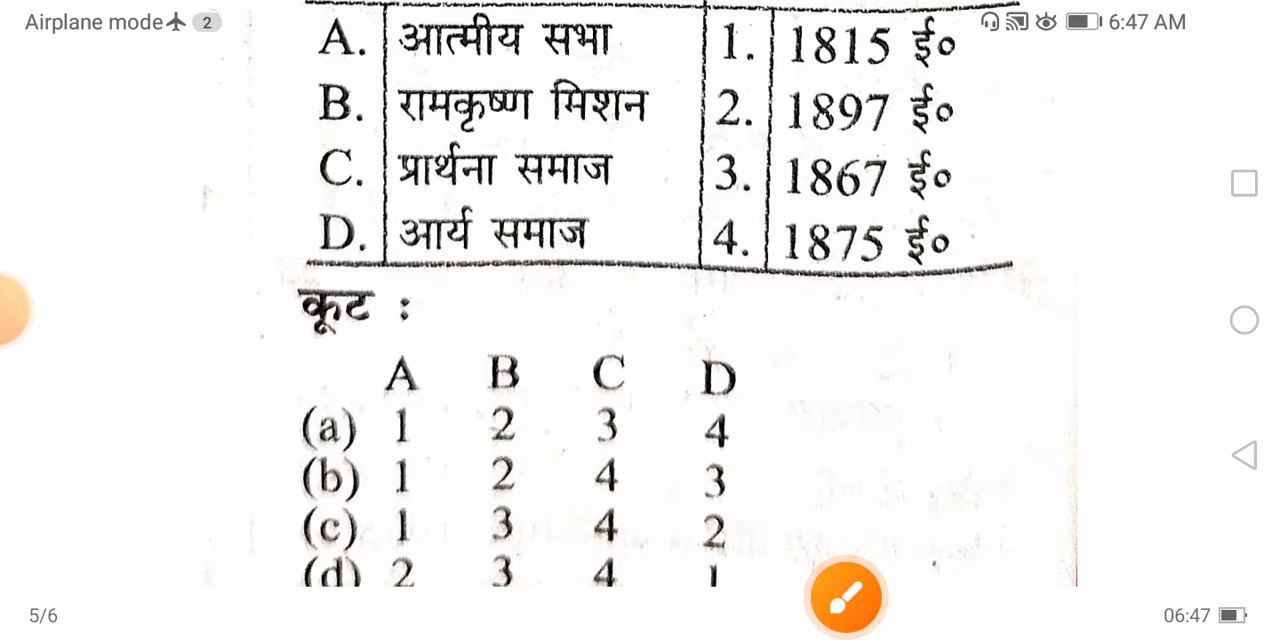 Airplane mode 2 6:47 AM
A. आत्मीय सभा 1. 1815 ई०
B. रामकृष्ण मिशन 2. 1897 ई०
C. प्रार्थना समाज 3. 1867 ई०
D. आर्य समाज 4. 1875 ई०
कूट :
A B C D
(a) 1 2 3 4
(b) 1 2 4 3
(c) 1 3 4 2
(d) 2 3 4 1
5/6 06:47